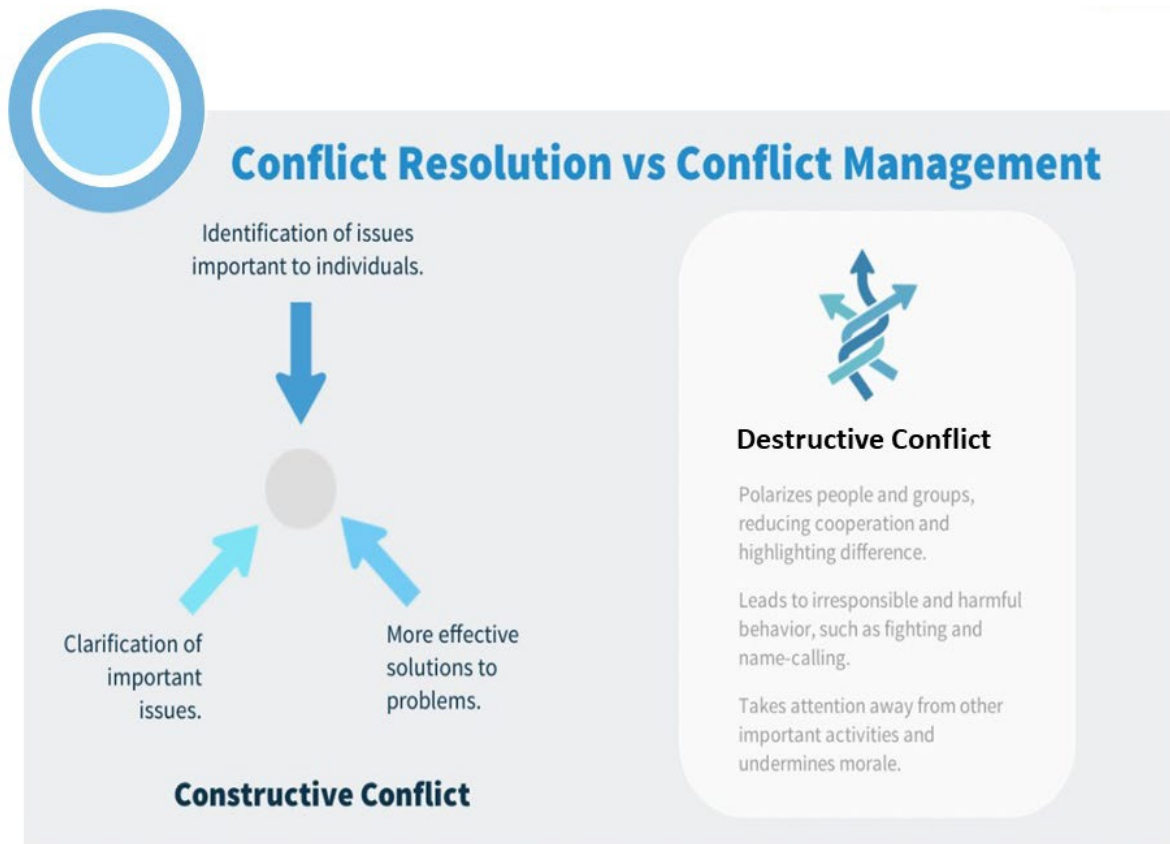 Conflict Resolution vs Conflict Management
Identification of issues
important to individuals.
Clarification of
important
issues.
More effective
solutions to
problems.
Constructive Conflict
Destructive Conflict
Polarizes people and groups,
reducing cooperation and
highlighting difference.
Leads to irresponsible and harmful
behavior, such as fighting and
name-calling.
Takes attention away from other
important activities and
undermines morale.